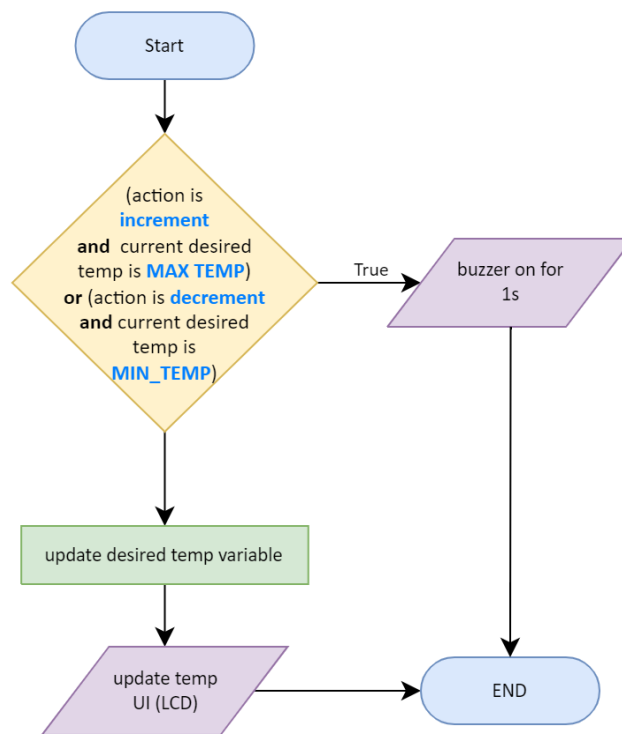 Start
(action is
increment
and current desired
temp is MAX TEMP)
or (action is decrement
and current desired
temp is
MIN_TEMP)
True
buzzer on for
1s
update desired temp variable
update temp
UI (LCD)
END